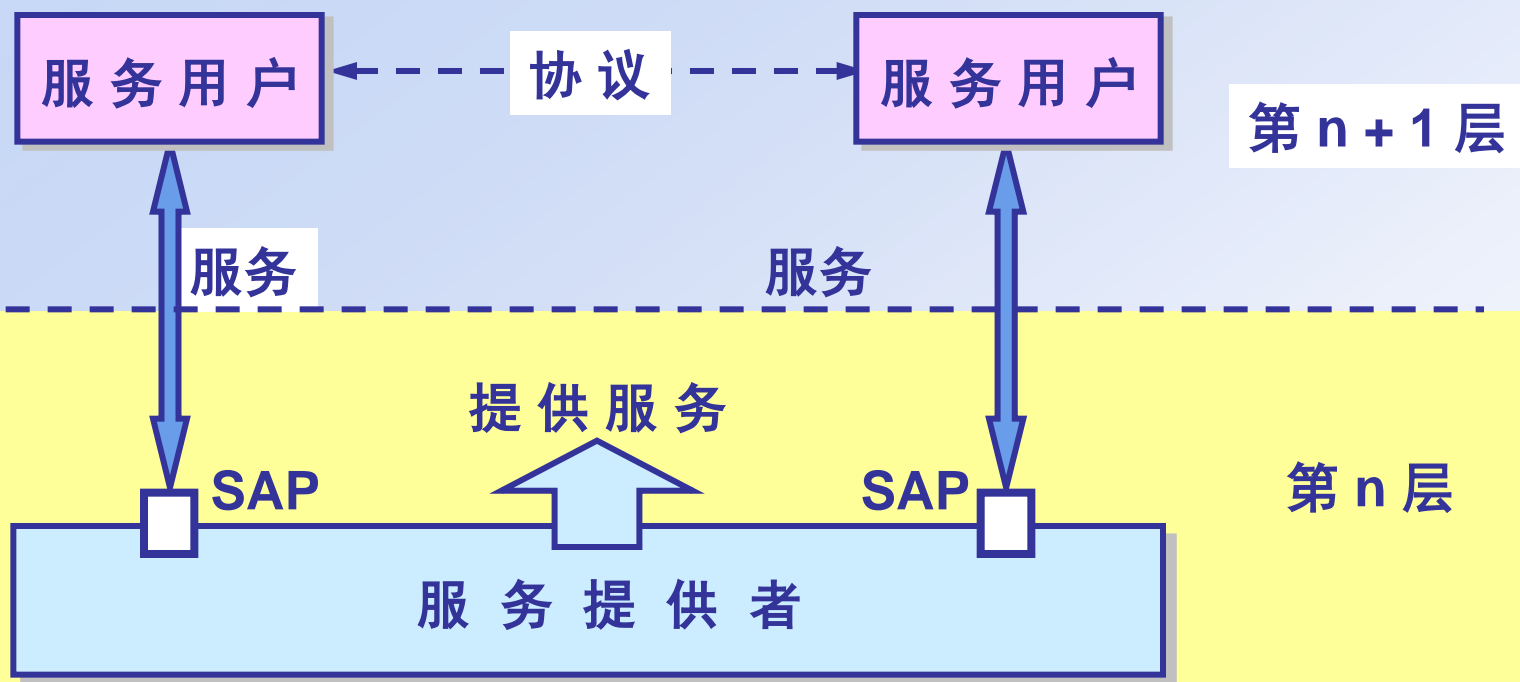 服务用户
协议
服务用户
第 n + 1 层
服务
服务
提供服务
SAP
SAP
第 n 层
服务提供者